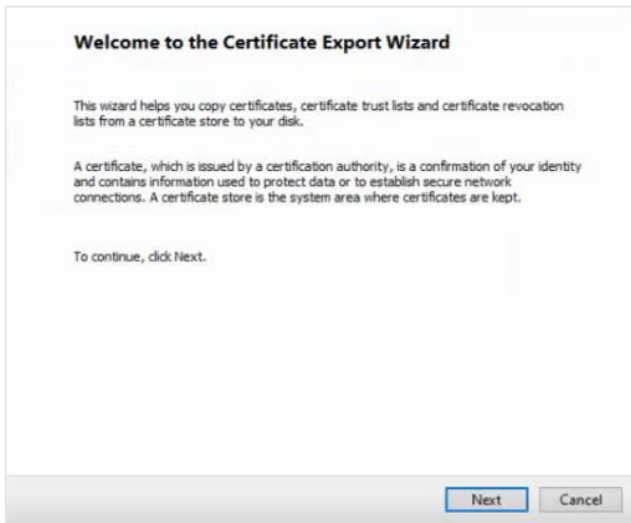 Welcome to the Certificate Export Wizard
This wizard helps you copy certificates, certificate trust lists and certificate revocation
lists from a certificate store to your disk.
A certificate, which is issued by a certification authority, is a confirmation of your identity
and contains information used to protect data or to establish secure network
connections. A certificate store is the system area where certificates are kept.
To continue, click Next.
Next
Cancel